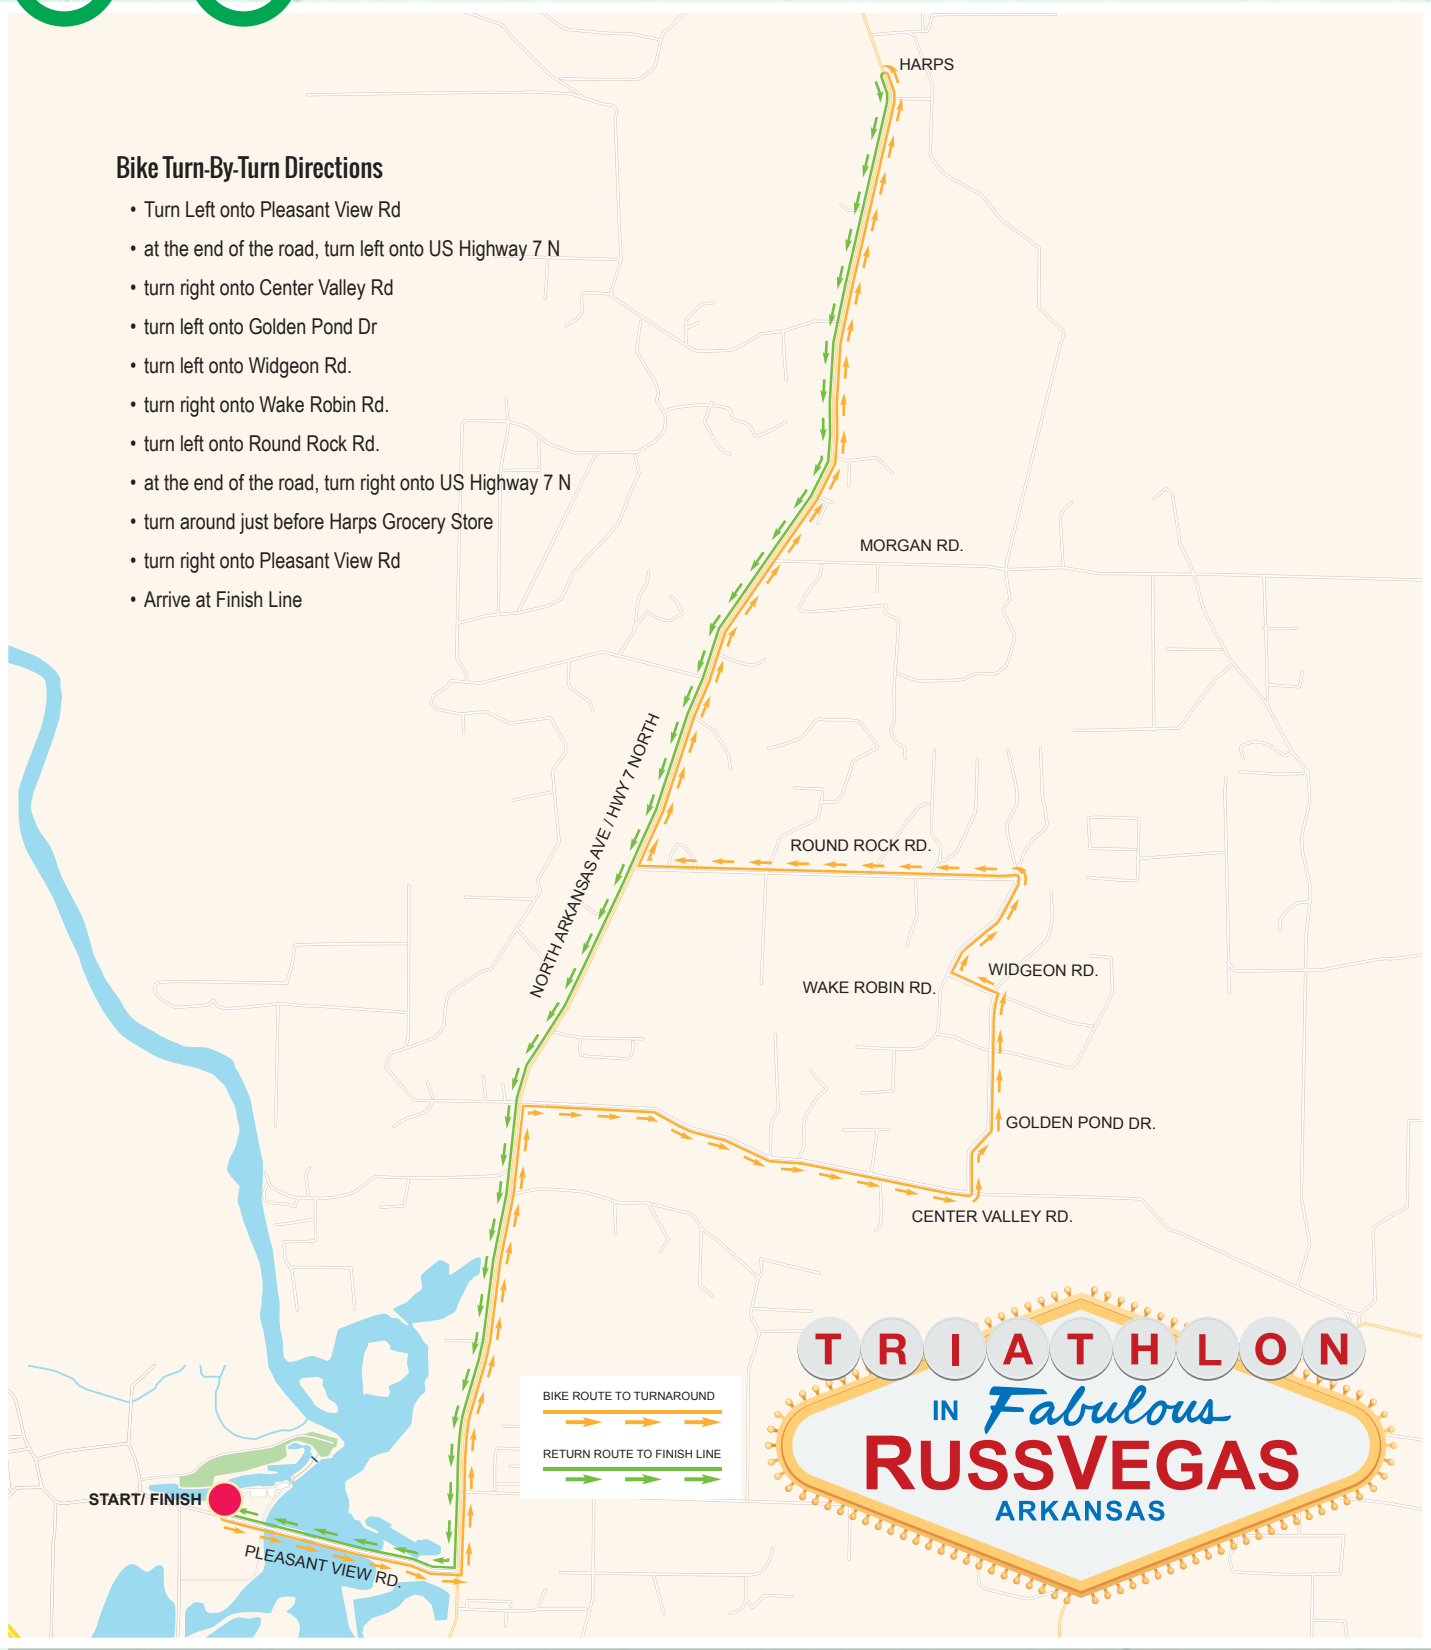 HARPS
Bike Turn-By-Turn Directions
• Turn Left onto Pleasant View Rd
• at the end of the road, turn left onto US Highway 7 N
• turn right onto Center Valley Rd
• turn left onto Golden Pond Dr
• turn left onto Widgeon Rd.
• turn right onto Wake Robin Rd.
• turn left onto Round Rock Rd.
• at the end of the road, turn right onto US Highway 7 N
• turn around just before Harps Grocery Store
• turn right onto Pleasant View Rd
• Arrive at Finish Line
MORGAN RD.
NORTH ARKANSAS AVE / HWY 7 NORTH
ROUND ROCK RD.
WIDGEON RD.
WAKE ROBIN RD.
GOLDEN POND DR.
CENTER VALLEY RD.
BIKE ROUTE TO TURNAROUND
RETURN ROUTE TO FINISH LINE
START/ FINISH
PLEASANT VIEW RD.
TRIATHLON
IN Fabulous
RUSSVEGAS
ARKANSAS